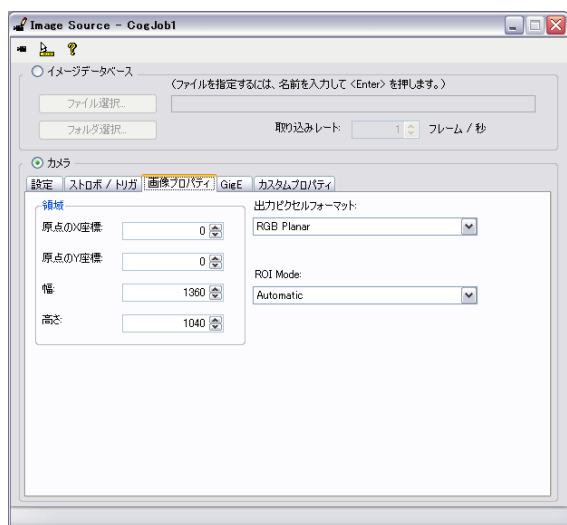 Image Source - CogJob1
イメージデータベース
(ファイルを指定するには、名前を入力して <Enter> を押します。)
ファイル選択...
フォルダ選択...
取り込みレート:
1
フレーム / 秒
カメラ
設定
ストロボ / トリガ
画像プロパティ
GigE
カスタムプロパティ
領域
出力ピクセルフォーマット:
原点のX座標:
0
RGB Planar
原点のY座標:
0
ROI Mode:
幅:
1360
Automatic
高さ:
1040